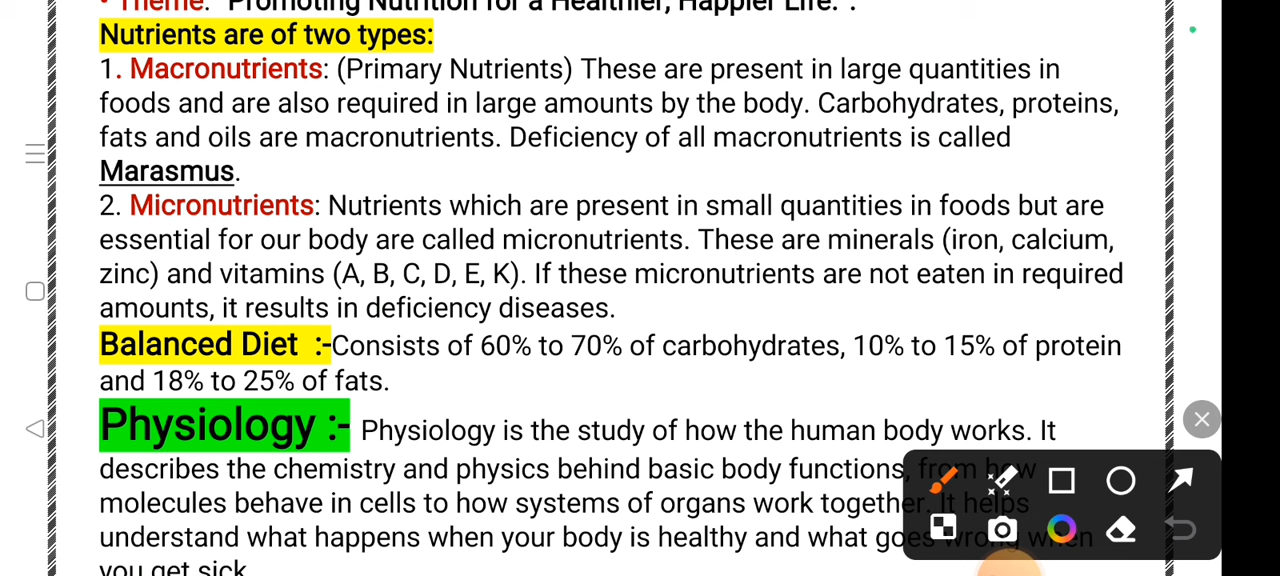 • Theme: "Promoting Nutrition for a Healthier, Happier Life." .
Nutrients are of two types:
1. Macronutrients: (Primary Nutrients) These are present in large quantities in
foods and are also required in large amounts by the body. Carbohydrates, proteins,
fats and oils are macronutrients. Deficiency of all macronutrients is called
Marasmus.
2. Micronutrients: Nutrients which are present in small quantities in foods but are
essential for our body are called micronutrients. These are minerals (iron, calcium,
zinc) and vitamins (A, B, C, D, E, K). If these micronutrients are not eaten in required
amounts, it results in deficiency diseases.
Balanced Diet :-Consists of 60% to 70% of carbohydrates, 10% to 15% of protein
and 18% to 25% of fats.
Physiology :- Physiology is the study of how the human body works. It
describes the chemistry and physics behind basic body functions, from how
molecules behave in cells to how systems of organs work together. It helps
understand what happens when your body is healthy and what goes wrong when
you get sick